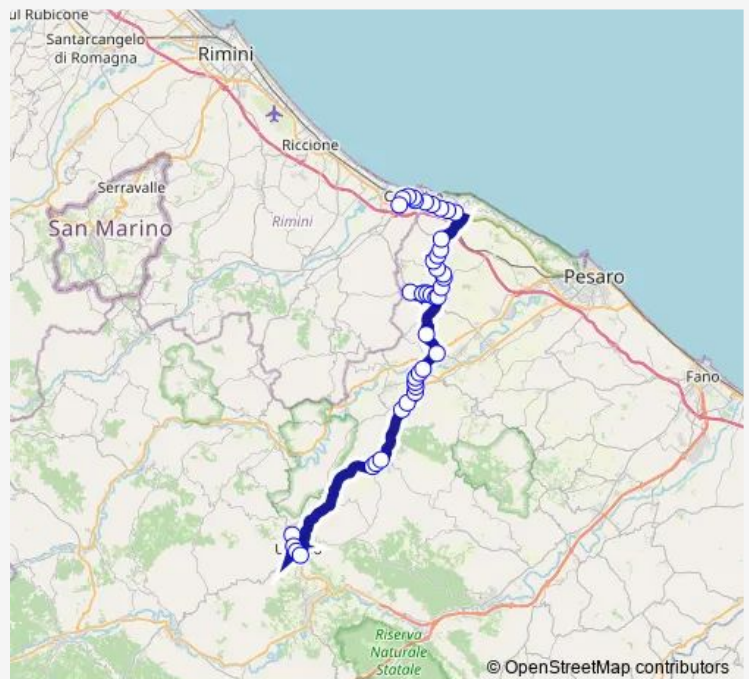 ul Rubicone
Santarcangelo
di Romagna
Rimini
Riccione
Serravalle
San Marino
Rimini
Pesaro
Fano
Riserva
Naturale
Statale
© OpenStreetMap contributors